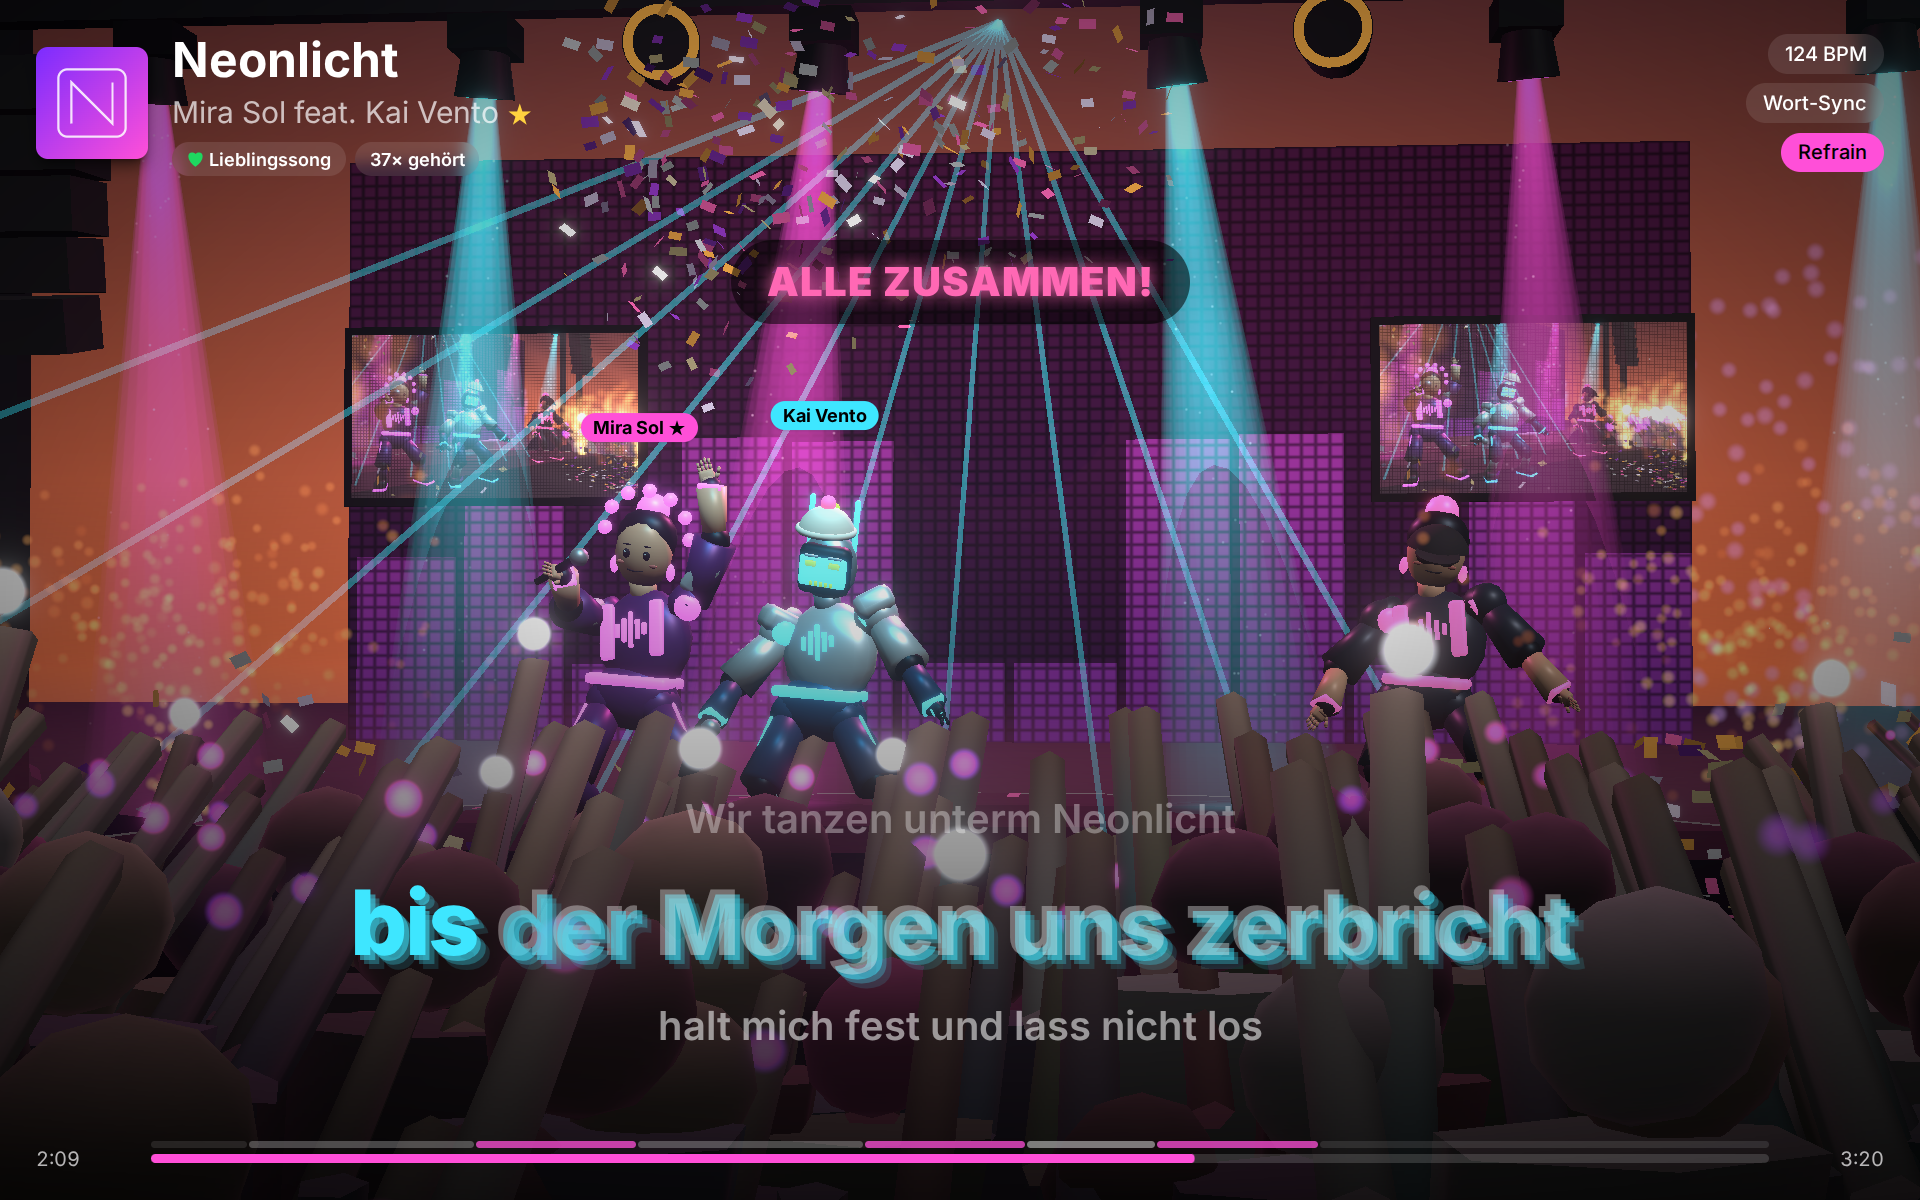 N
Neonlicht
Mira Sol feat. Kai Vento ★
Lieblingssong
37× gehört
124 BPM
Wort-Sync
Refrain
ALLE ZUSAMMEN!
Mira Sol ★
Kai Vento
Wir tanzen unterm Neonlicht
bis der Morgen uns zerbricht
halt mich fest und lass nicht los
2:09
3:20